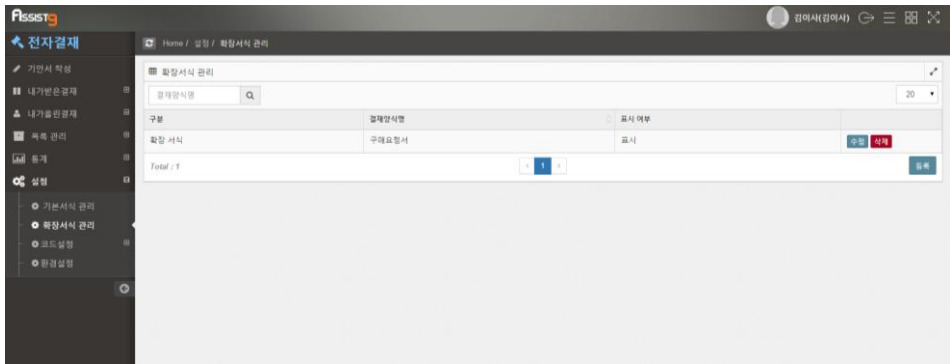 Assist9
김이사(김이사)
전자결재
Home / 설정 / 확장서식 관리
기안서 작성
내가받은결재
내가올린결재
목록 관리
통계
설정
기본서식 관리
확장서식 관리
코드설정
환경설정
확장서식 관리
결재양식명
20
구분 결재양식명 표시 여부
확장 서식 구매요청서 표시 수정 삭제
Total : 1 1 등록